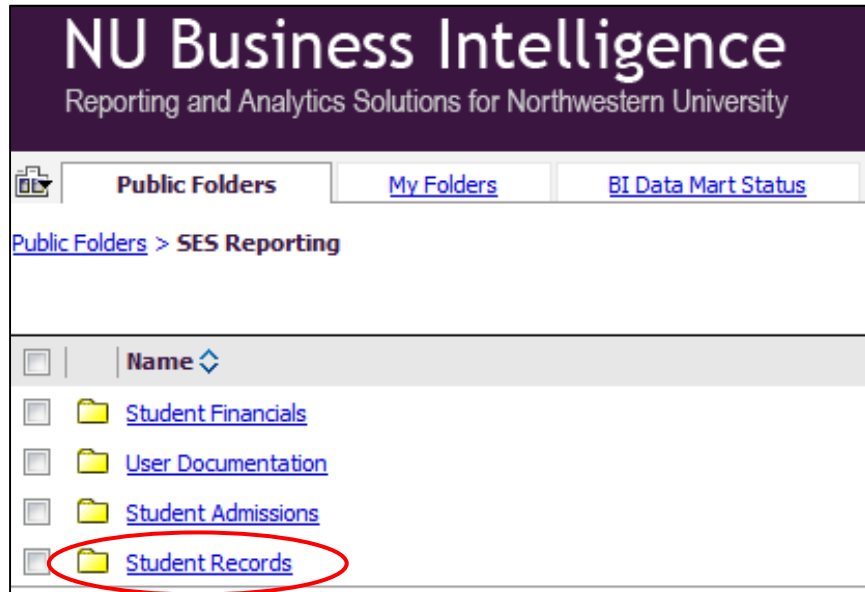 NU Business Intelligence
Reporting and Analytics Solutions for Northwestern University
Public Folders My Folders BI Data Mart Status
Public Folders > SES Reporting
Name
Student Financials
User Documentation
Student Admissions
Student Records